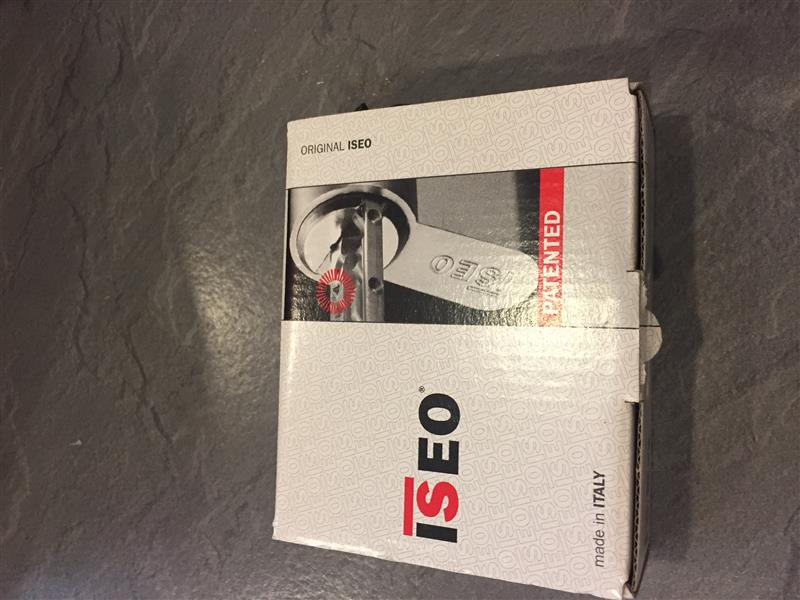 ORIGINAL ISEO
PATENTED
ISEO
ISEO®
made in ITALY